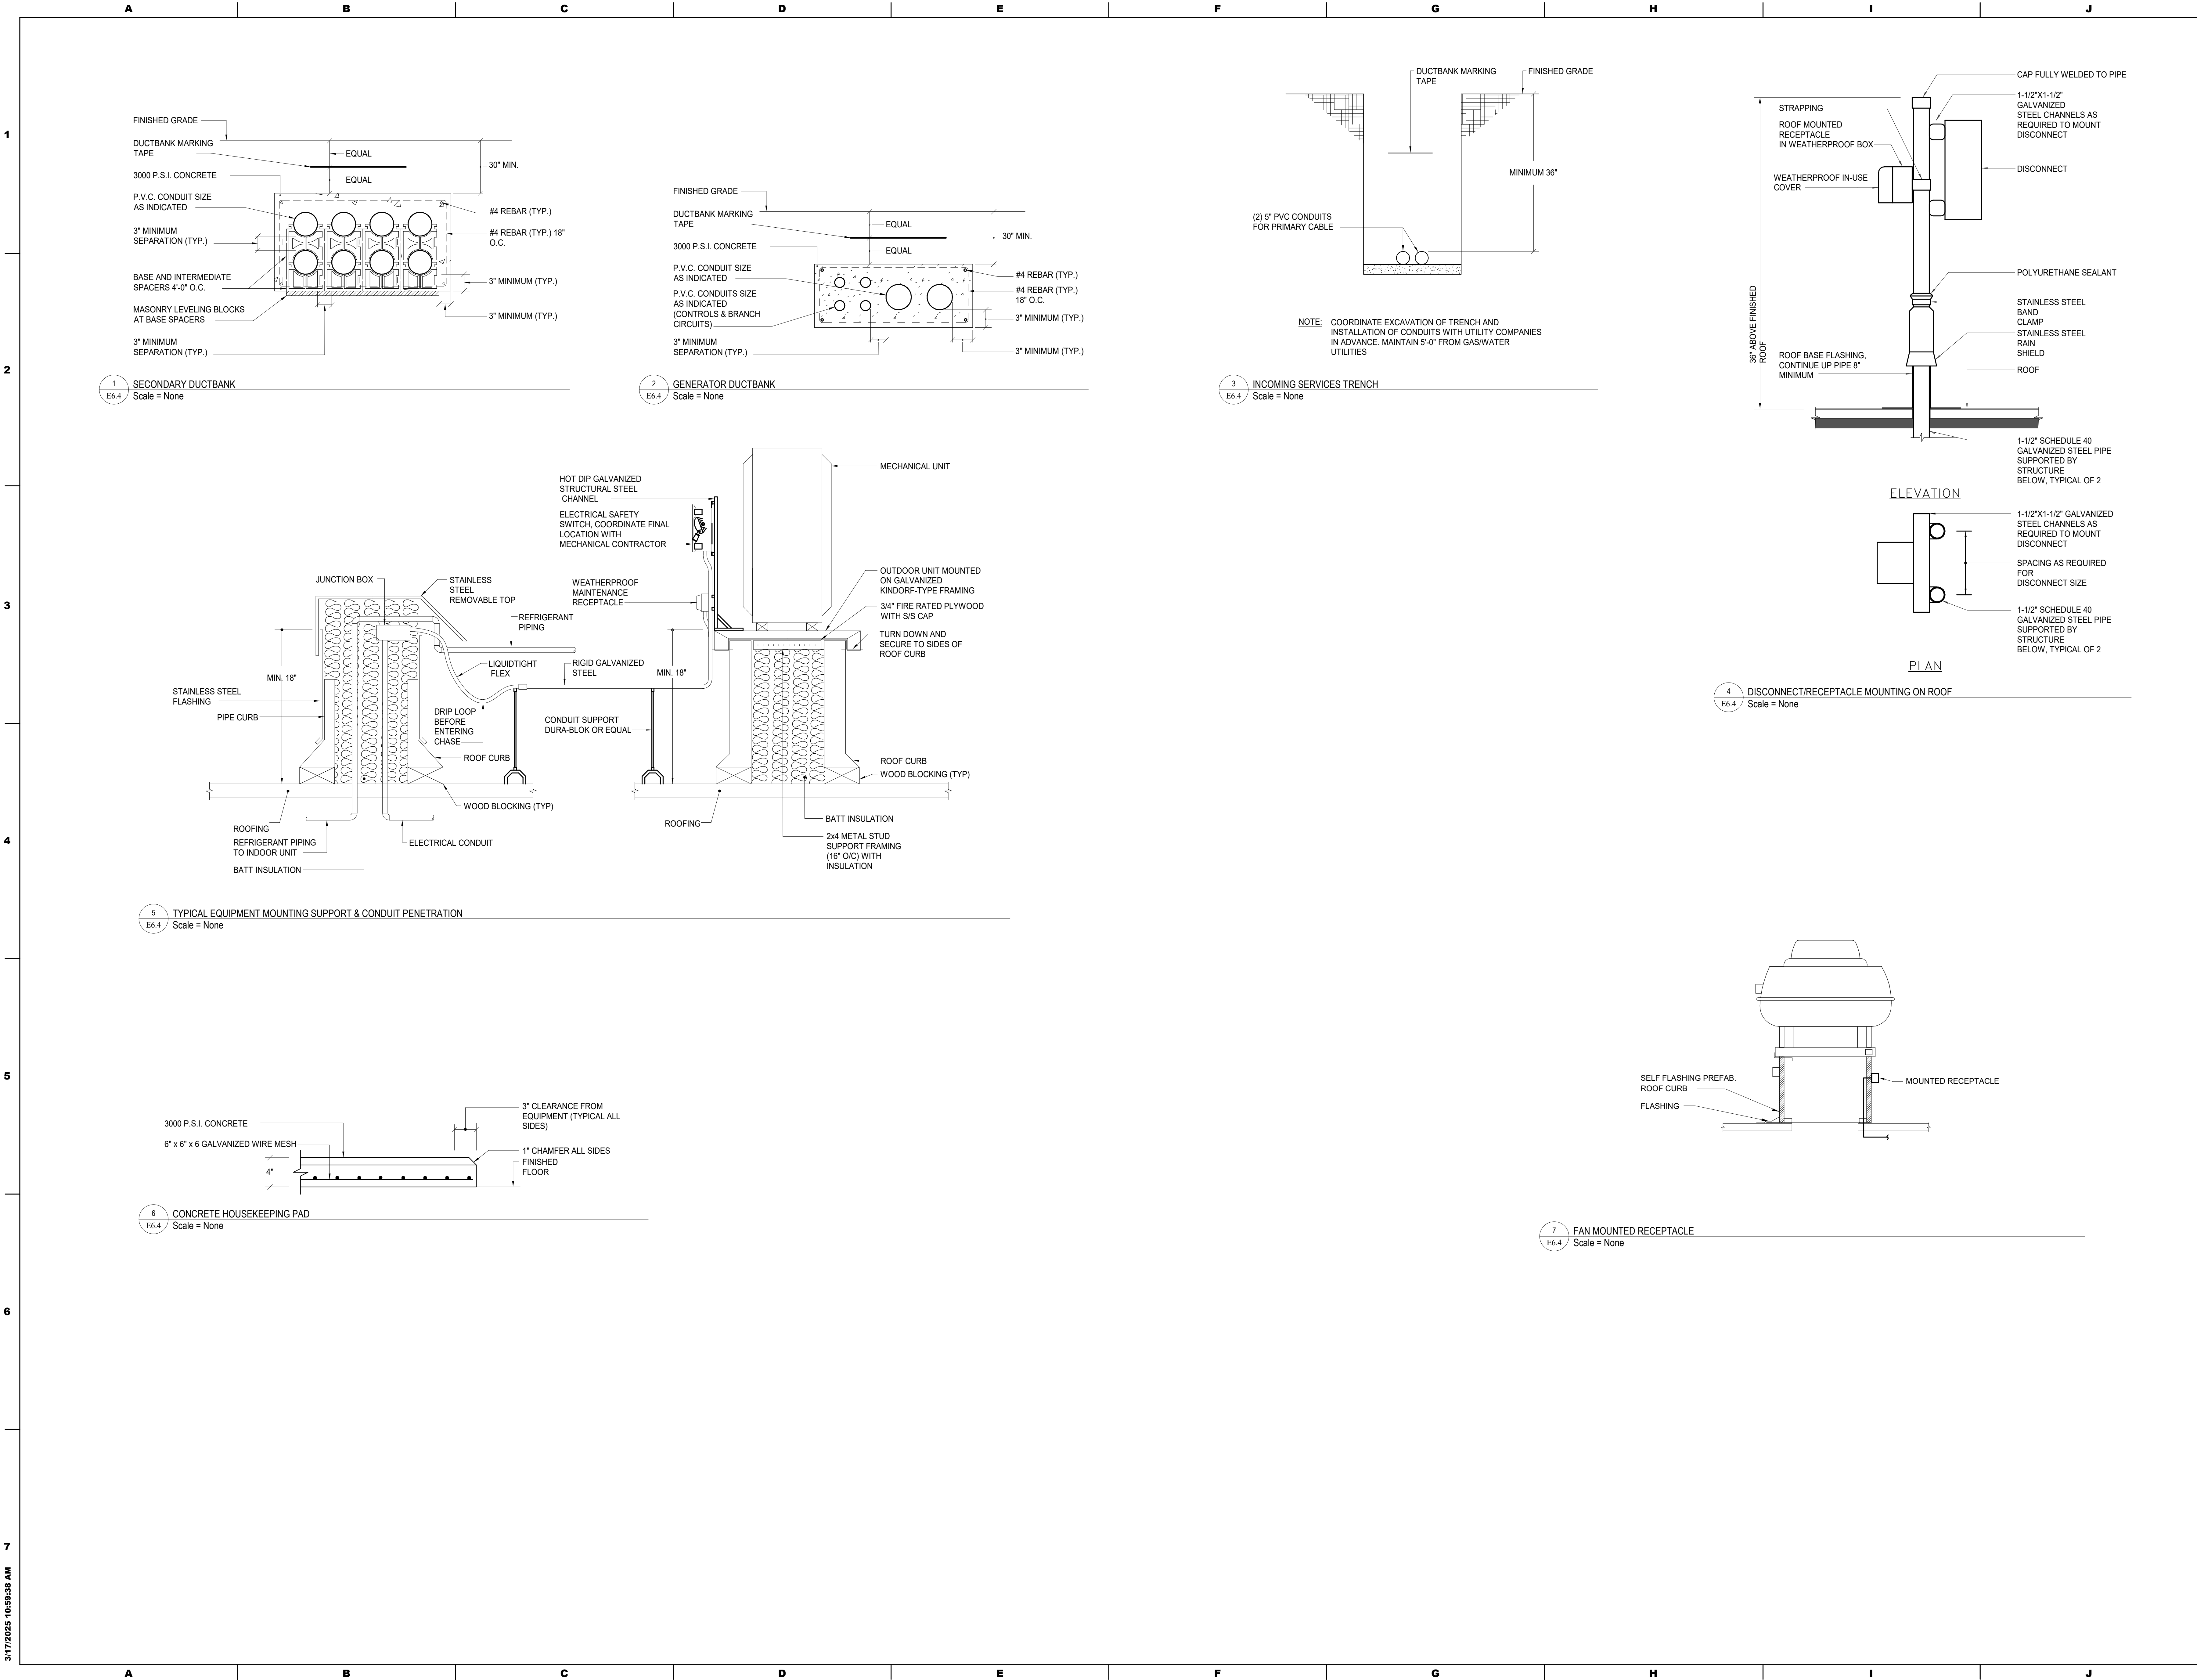 A B C D E F G H I J
1
2
3
4
5
6
7
3/17/2025 10:59:38 AM
FINISHED GRADE
DUCTBANK MARKING
TAPE
3000 P.S.I. CONCRETE
P.V.C. CONDUIT SIZE
AS INDICATED
3" MINIMUM
SEPARATION (TYP.)
BASE AND INTERMEDIATE
SPACERS 4'-0" O.C.
MASONRY LEVELING BLOCKS
AT BASE SPACERS
3" MINIMUM
SEPARATION (TYP.)
EQUAL
EQUAL
30" MIN.
#4 REBAR (TYP.)
#4 REBAR (TYP.) 18"
O.C.
3" MINIMUM (TYP.)
3" MINIMUM (TYP.)
1
E6.4
SECONDARY DUCTBANK
Scale = None
FINISHED GRADE
DUCTBANK MARKING
TAPE
3000 P.S.I. CONCRETE
P.V.C. CONDUIT SIZE
AS INDICATED
P.V.C. CONDUITS SIZE
AS INDICATED
(CONTROLS & BRANCH
CIRCUITS)
3" MINIMUM
SEPARATION (TYP.)
EQUAL
EQUAL
30" MIN.
#4 REBAR (TYP.)
#4 REBAR (TYP.)
18" O.C.
3" MINIMUM (TYP.)
3" MINIMUM (TYP.)
2
E6.4
GENERATOR DUCTBANK
Scale = None
DUCTBANK MARKING
TAPE
FINISHED GRADE
MINIMUM 36"
(2) 5" PVC CONDUITS
FOR PRIMARY CABLE
NOTE: COORDINATE EXCAVATION OF TRENCH AND
INSTALLATION OF CONDUITS WITH UTILITY COMPANIES
IN ADVANCE. MAINTAIN 5'-0" FROM GAS/WATER
UTILITIES
3
E6.4
INCOMING SERVICES TRENCH
Scale = None
STRAPPING
ROOF MOUNTED
RECEPTACLE
IN WEATHERPROOF BOX
WEATHERPROOF IN-USE
COVER
36" ABOVE FINISHED
ROOF
ROOF BASE FLASHING,
CONTINUE UP PIPE 8"
MINIMUM
CAP FULLY WELDED TO PIPE
1-1/2"X1-1/2"
GALVANIZED
STEEL CHANNELS AS
REQUIRED TO MOUNT
DISCONNECT
DISCONNECT
POLYURETHANE SEALANT
STAINLESS STEEL
BAND
CLAMP
STAINLESS STEEL
RAIN
SHIELD
ROOF
1-1/2" SCHEDULE 40
GALVANIZED STEEL PIPE
SUPPORTED BY
STRUCTURE
BELOW, TYPICAL OF 2
ELEVATION
1-1/2"X1-1/2" GALVANIZED
STEEL CHANNELS AS
REQUIRED TO MOUNT
DISCONNECT
SPACING AS REQUIRED
FOR
DISCONNECT SIZE
1-1/2" SCHEDULE 40
GALVANIZED STEEL PIPE
SUPPORTED BY
STRUCTURE
BELOW, TYPICAL OF 2
PLAN
4
E6.4
DISCONNECT/RECEPTACLE MOUNTING ON ROOF
Scale = None
HOT DIP GALVANIZED
STRUCTURAL STEEL
CHANNEL
ELECTRICAL SAFETY
SWITCH, COORDINATE FINAL
LOCATION WITH
MECHANICAL CONTRACTOR
MECHANICAL UNIT
JUNCTION BOX
STAINLESS
STEEL
REMOVABLE TOP
WEATHERPROOF
MAINTENANCE
RECEPTACLE
OUTDOOR UNIT MOUNTED
ON GALVANIZED
KINDORF-TYPE FRAMING
3/4" FIRE RATED PLYWOOD
WITH S/S CAP
TURN DOWN AND
SECURE TO SIDES OF
ROOF CURB
REFRIGERANT
PIPING
LIQUIDTIGHT
FLEX
RIGID GALVANIZED
STEEL
MIN. 18"
MIN. 18"
STAINLESS STEEL
FLASHING
PIPE CURB
DRIP LOOP
BEFORE
ENTERING
CHASE
CONDUIT SUPPORT
DURA-BLOK OR EQUAL
ROOF CURB
ROOF CURB
WOOD BLOCKING (TYP)
WOOD BLOCKING (TYP)
ROOFING
REFRIGERANT PIPING
TO INDOOR UNIT
BATT INSULATION
ELECTRICAL CONDUIT
ROOFING
BATT INSULATION
2x4 METAL STUD
SUPPORT FRAMING
(16" O/C) WITH
INSULATION
5
E6.4
TYPICAL EQUIPMENT MOUNTING SUPPORT & CONDUIT PENETRATION
Scale = None
3000 P.S.I. CONCRETE
6" x 6" x 6 GALVANIZED WIRE MESH
4"
3" CLEARANCE FROM
EQUIPMENT (TYPICAL ALL
SIDES)
1" CHAMFER ALL SIDES
FINISHED
FLOOR
6
E6.4
CONCRETE HOUSEKEEPING PAD
Scale = None
SELF FLASHING PREFAB.
ROOF CURB
FLASHING
MOUNTED RECEPTACLE
7
E6.4
FAN MOUNTED RECEPTACLE
Scale = None
A B C D E F G H I J